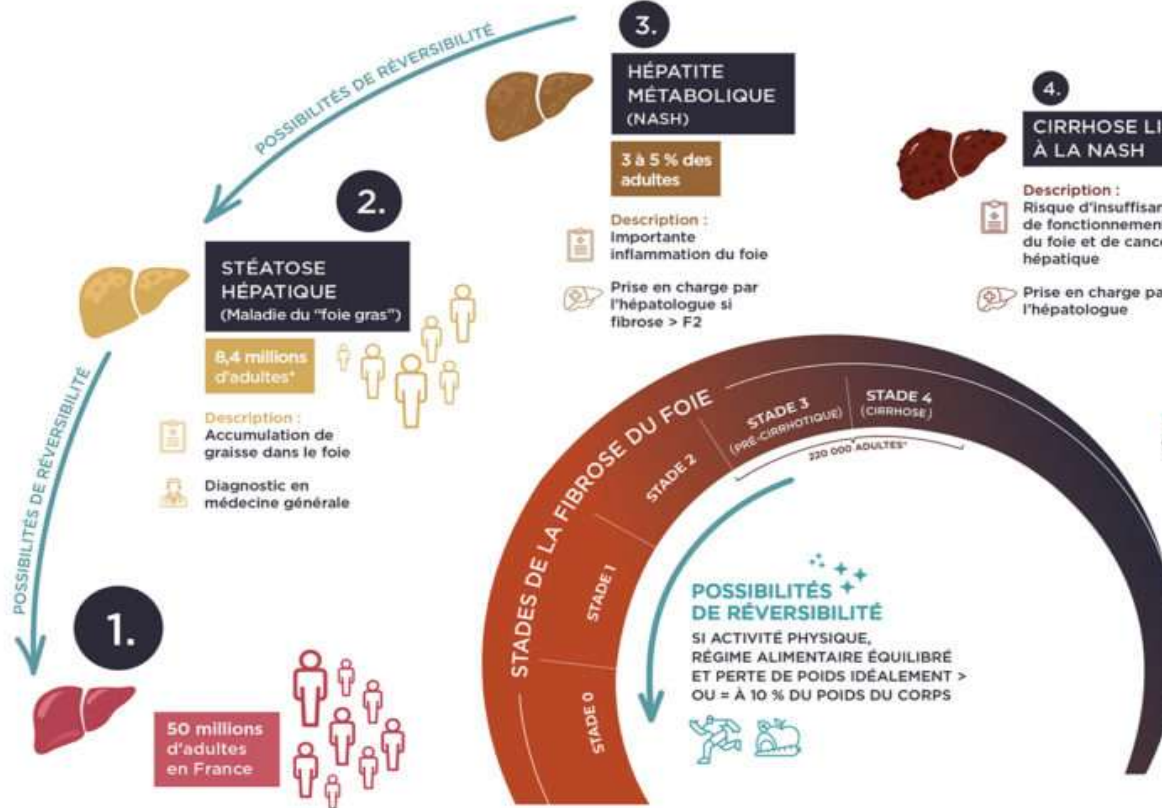 POSSIBILITÉS DE RÉVERSIBILITÉ
3.
HÉPATITE
MÉTABOLIQUE
(NASH)
3 à 5 % des
adultes
Description :
Importante
inflammation du foie
Prise en charge par
l'hépatologue si
fibrose > F2
4.
CIRRHOSE LI
À LA NASH
Description :
Risque d'insuffisan
de fonctionnement
du foie et de cance
hépatique
Prise en charge pa
l'hépatologue
2.
STÉATOSE
HÉPATIQUE
(Maladie du "foie gras")
8,4 millions
d'adultes*
Description :
Accumulation de
graisse dans le foie
Diagnostic en
médecine générale
POSSIBILITÉS DE RÉVERSIBILITÉ
1.
50 millions
d'adultes
en France
STADES DE LA FIBROSE DU FOIE
STADE 0
STADE 1
STADE 2
STADE 3
(PRÉ-CIRRHOTIQUE)
STADE 4
(CIRRHOSE)
220 000 ADULTES*
POSSIBILITÉS
DE RÉVERSIBILITÉ
SI ACTIVITÉ PHYSIQUE,
RÉGIME ALIMENTAIRE ÉQUILIBRÉ
ET PERTE DE POIDS IDÉALEMENT >
OU = À 10 % DU POIDS DU CORPS